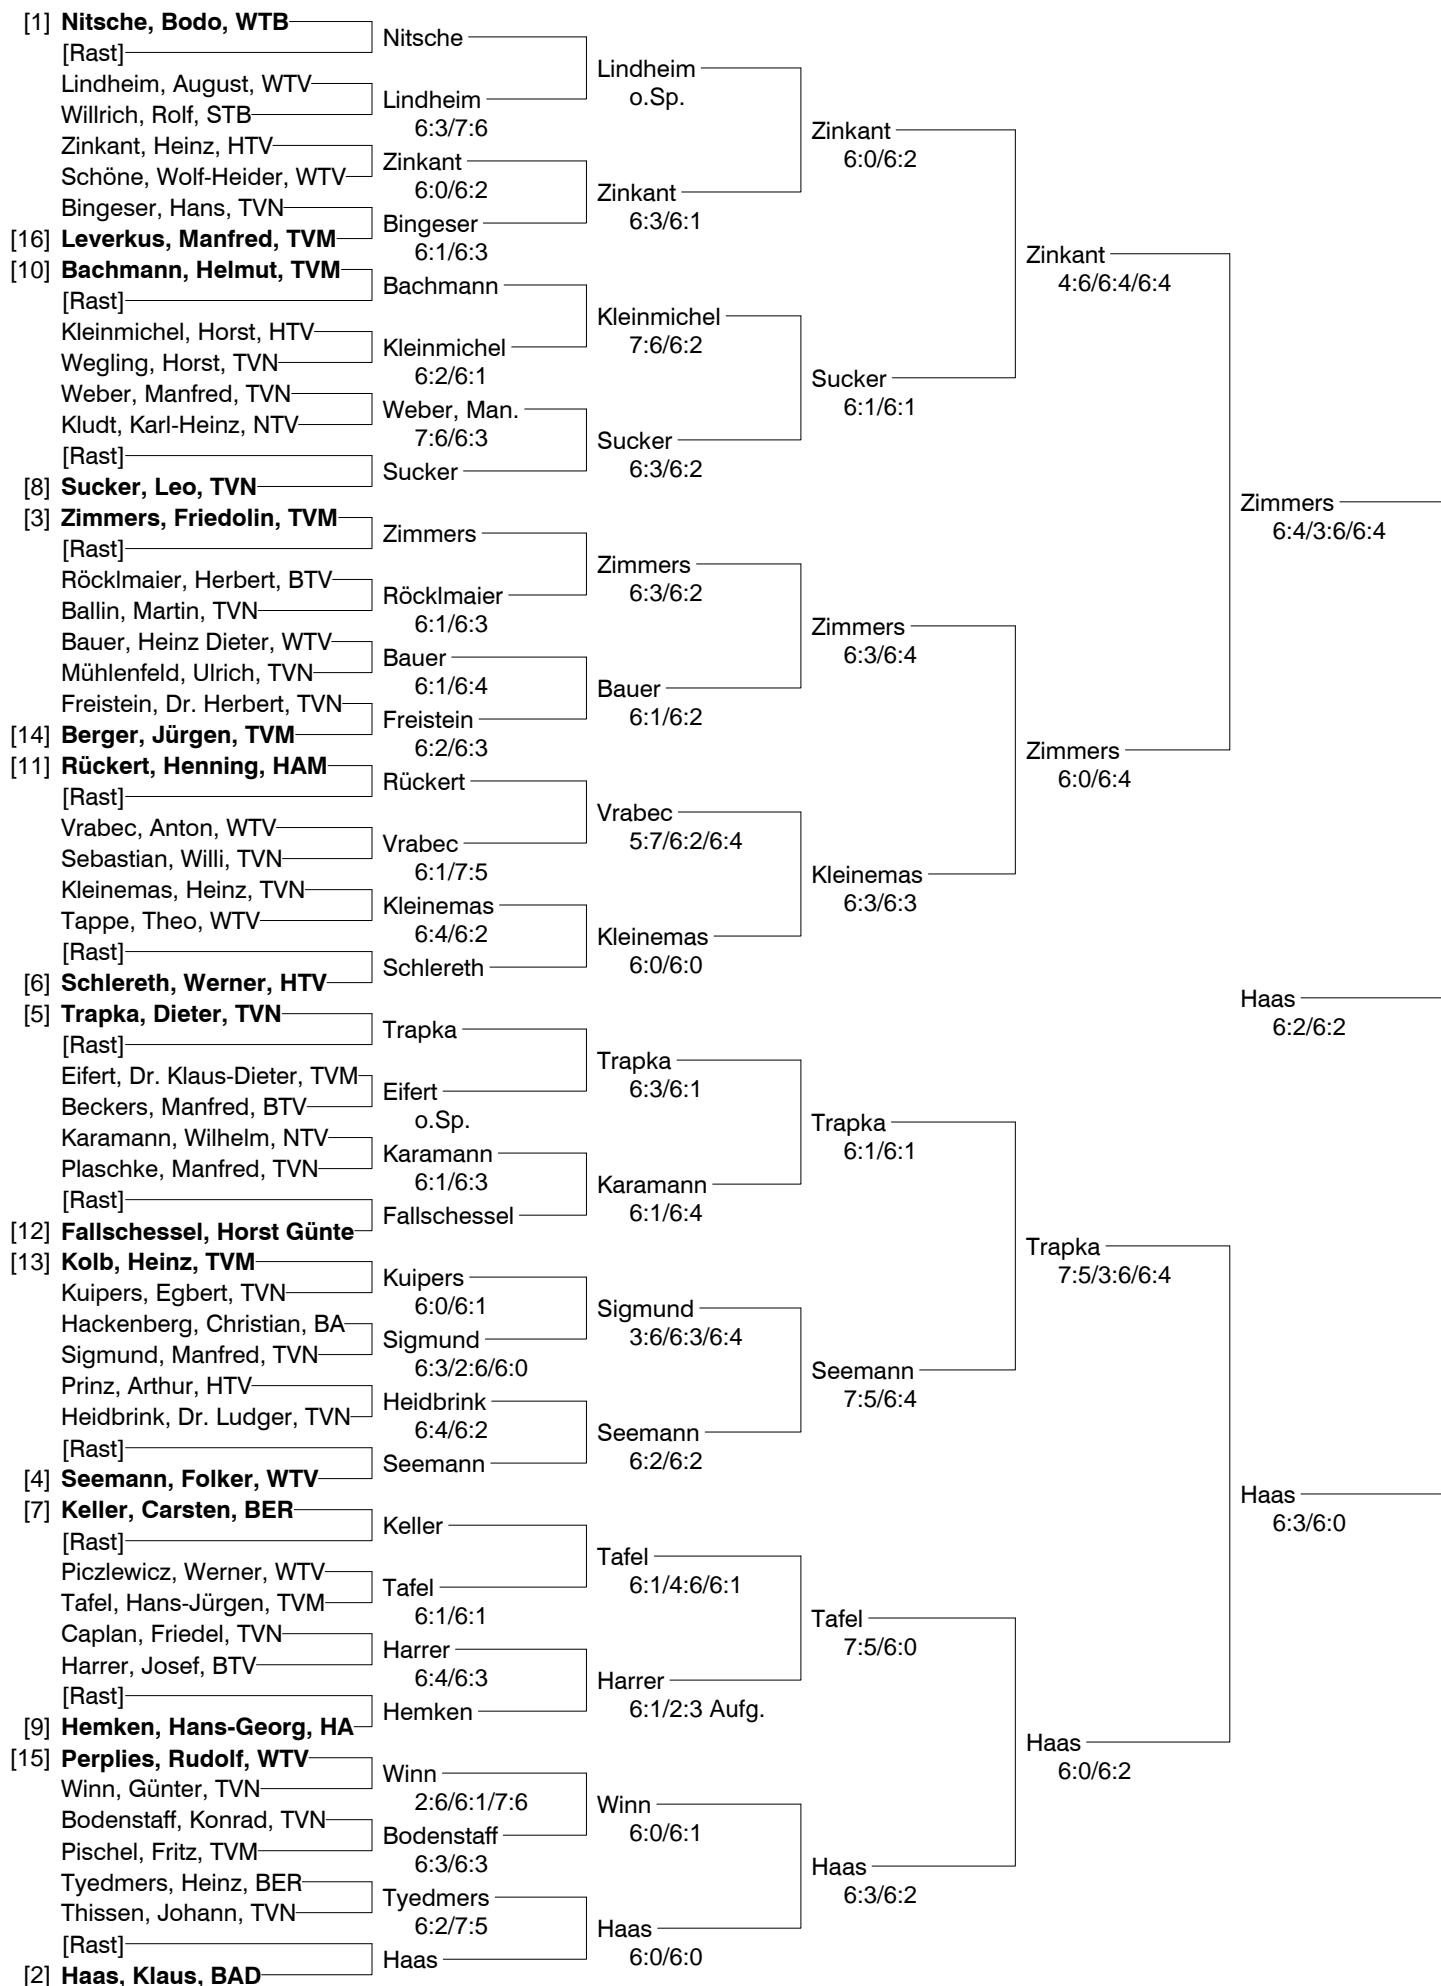 [1] Nitsche, Bodo, WTB
[Rast]
Lindheim, August, WTV
Willrich, Rolf, STB
Zinkant, Heinz, HTV
Schöne, Wolf-Heider, WTV
Bingeser, Hans, TVN
[16] Leverkus, Manfred, TVM
[10] Bachmann, Helmut, TVM
[Rast]
Kleinmichel, Horst, HTV
Wegling, Horst, TVN
Weber, Manfred, TVN
Kludt, Karl-Heinz, NTV
[Rast]
[8] Sucker, Leo, TVN
[3] Zimmers, Friedolin, TVM
[Rast]
Röcklmaier, Herbert, BTV
Ballin, Martin, TVN
Bauer, Heinz Dieter, WTV
Mühlenfeld, Ulrich, TVN
Freistein, Dr. Herbert, TVN
[14] Berger, Jürgen, TVM
[11] Rückert, Henning, HAM
[Rast]
Vrabec, Anton, WTV
Sebastian, Willi, TVN
Kleinemas, Heinz, TVN
Tappe, Theo, WTV
[Rast]
[6] Schlereth, Werner, HTV
[5] Trapka, Dieter, TVN
[Rast]
Eifert, Dr. Klaus-Dieter, TVM
Beckers, Manfred, BTV
Karamann, Wilhelm, NTV
Plaschke, Manfred, TVN
[Rast]
[12] Fallschessel, Horst Günte
[13] Kolb, Heinz, TVM
Kuipers, Egbert, TVN
Hackenberg, Christian, BA
Sigmund, Manfred, TVN
Prinz, Arthur, HTV
Heidbrink, Dr. Ludger, TVN
[Rast]
[4] Seemann, Folker, WTV
[7] Keller, Carsten, BER
[Rast]
Piczlewicz, Werner, WTV
Tafel, Hans-Jürgen, TVM
Caplan, Friedel, TVN
Harrer, Josef, BTV
[Rast]
[9] Hemken, Hans-Georg, HA
[15] Perplies, Rudolf, WTV
Winn, Günter, TVN
Bodenstaff, Konrad, TVN
Pischel, Fritz, TVM
Tyedmers, Heinz, BER
Thissen, Johann, TVN
[Rast]
[2] Haas, Klaus, BAD
Nitsche
Lindheim
6:3/7:6
Zinkant
6:0/6:2
Bingeser
6:1/6:3
Bachmann
Kleinmichel
6:2/6:1
Weber, Man.
7:6/6:3
Sucker
Zimmers
Röcklmaier
6:1/6:3
Bauer
6:1/6:4
Freistein
6:2/6:3
Rückert
Vrabec
6:1/7:5
Kleinemas
6:4/6:2
Schlereth
Trapka
Eifert
o.Sp.
Karamann
6:1/6:3
Fallschessel
Kuipers
6:0/6:1
Sigmund
6:3/2:6/6:0
Heidbrink
6:4/6:2
Seemann
Keller
Tafel
6:1/6:1
Harrer
6:4/6:3
Hemken
Winn
2:6/6:1/7:6
Bodenstaff
6:3/6:3
Tyedmers
6:2/7:5
Haas
Lindheim
o.Sp.
Zinkant
6:3/6:1
Kleinmichel
7:6/6:2
Sucker
6:3/6:2
Zimmers
6:3/6:2
Bauer
6:1/6:2
Vrabec
5:7/6:2/6:4
Kleinemas
6:0/6:0
Trapka
6:3/6:1
Karamann
6:1/6:4
Sigmund
3:6/6:3/6:4
Seemann
6:2/6:2
Tafel
6:1/4:6/6:1
Harrer
6:1/2:3 Aufg.
Winn
6:0/6:1
Haas
6:0/6:0
Zinkant
6:0/6:2
Sucker
6:1/6:1
Zimmers
6:3/6:4
Kleinemas
6:3/6:3
Trapka
6:1/6:1
Seemann
7:5/6:4
Tafel
7:5/6:0
Haas
6:3/6:2
Zinkant
4:6/6:4/6:4
Zimmers
6:0/6:4
Trapka
7:5/3:6/6:4
Haas
6:0/6:2
Zimmers
6:4/3:6/6:4
Haas
6:2/6:2
Haas
6:3/6:0